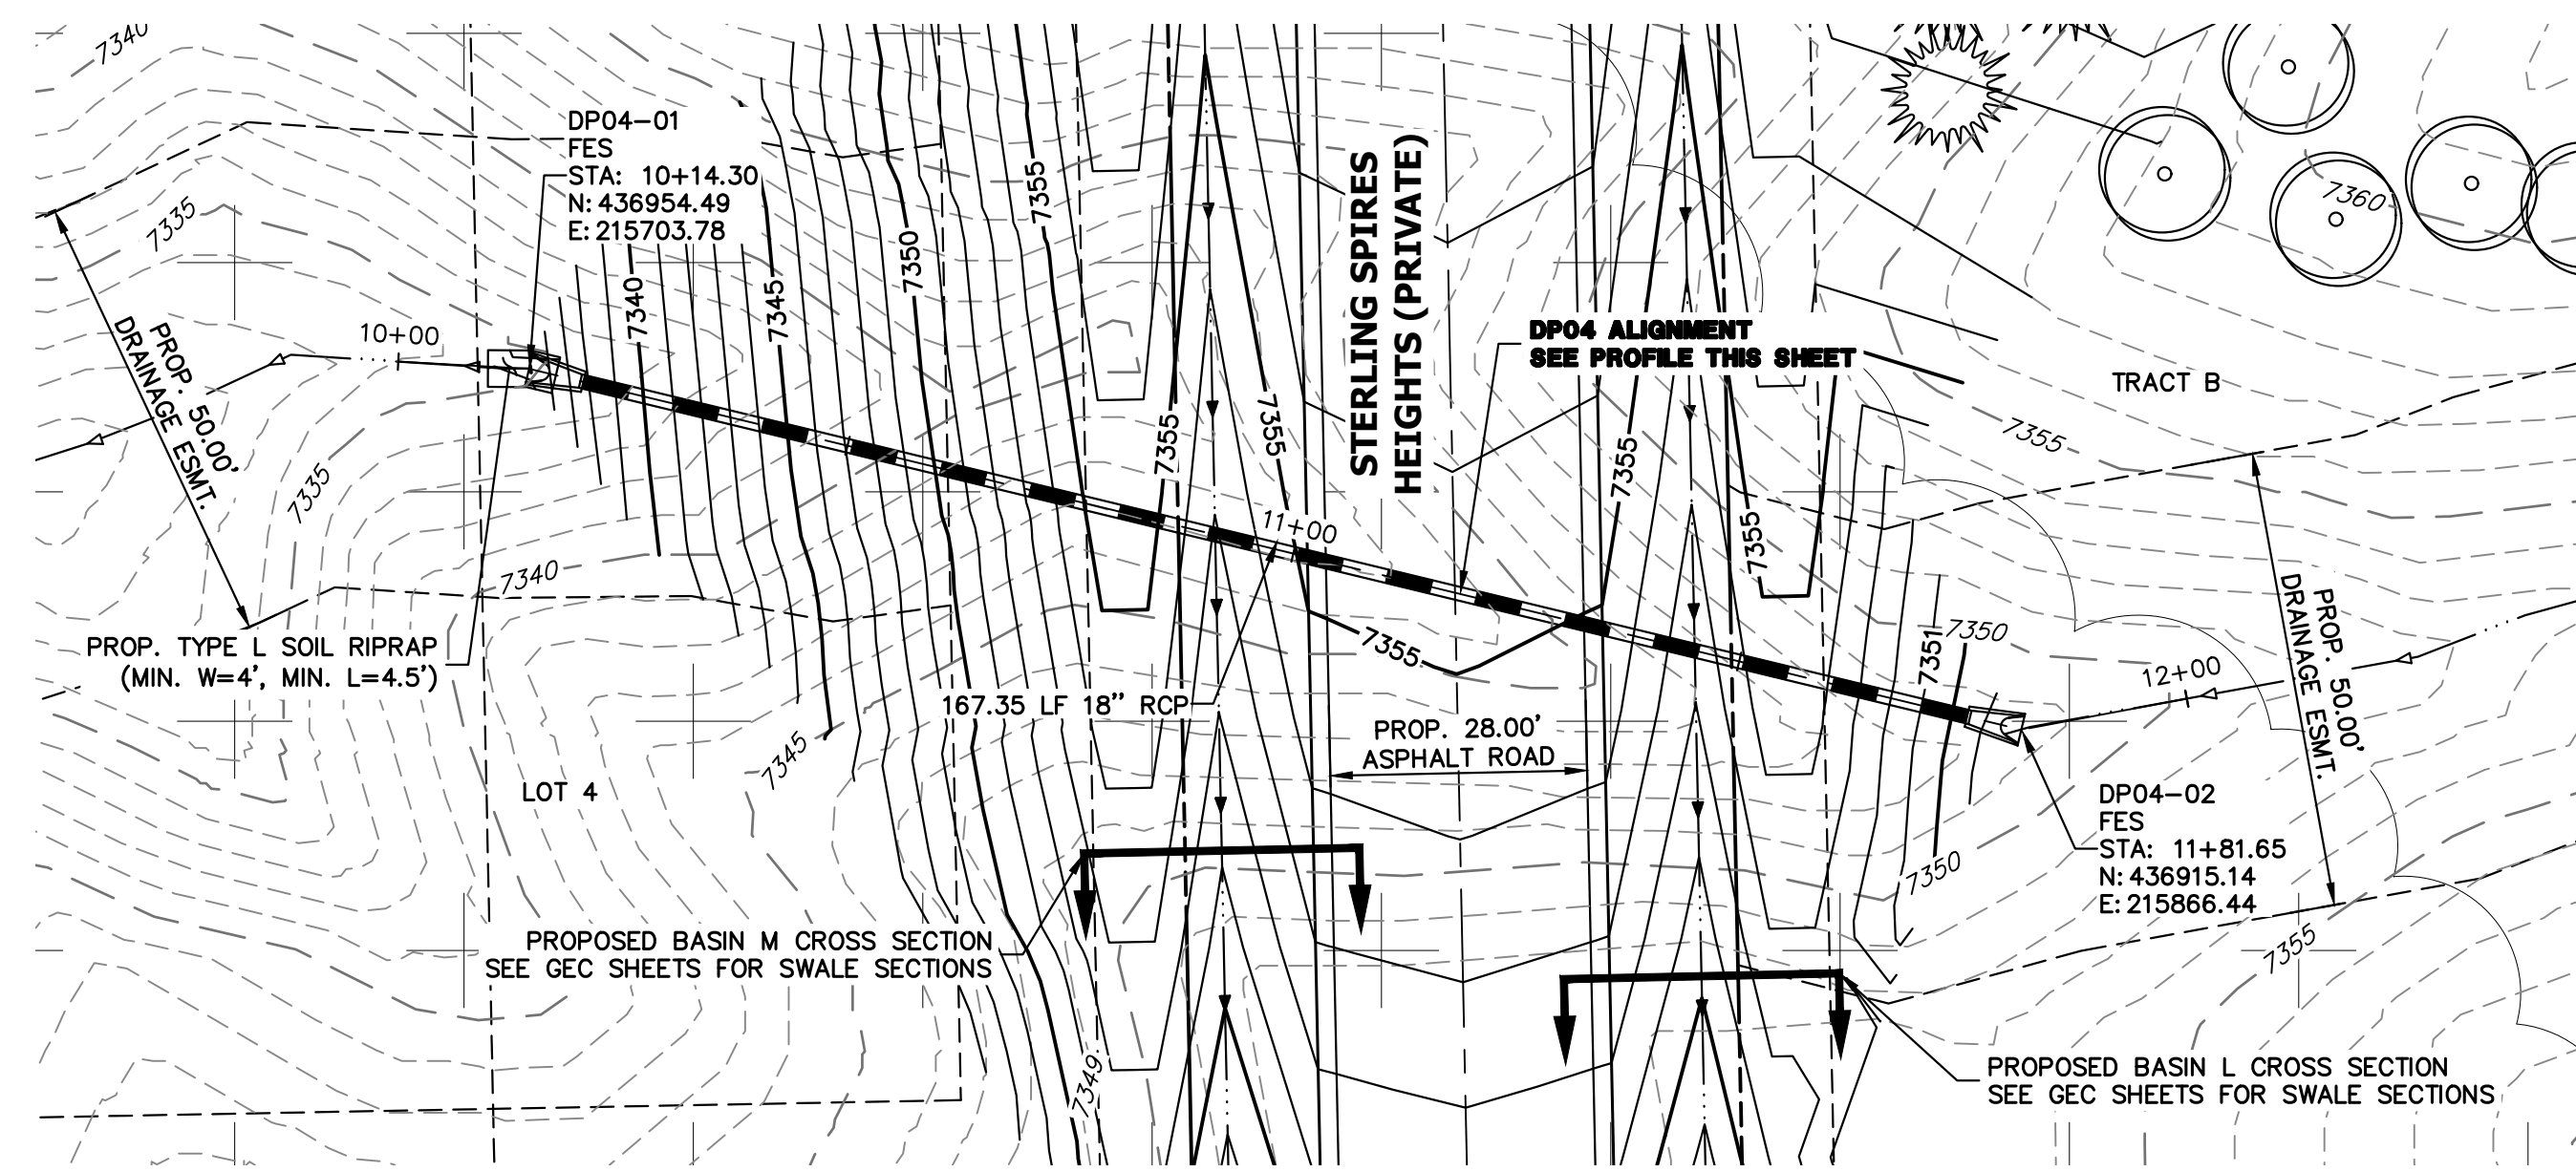 7340
DP04-01
FES
STA: 10+14.30
N: 436954.49
E: 215703.78
7335
7355
7350
7340
7345
10+00
PROP. 50.00'
DRAINAGE ESMT.
7335
7340
STERLING SPIRES
HEIGHTS (PRIVATE)
7355
7355
7355
7355
DP04 ALIGNMENT
SEE PROFILE THIS SHEET
7360
TRACT B
7355
11+00
7355
7351
7350
12+00
PROP. 50.00'
DRAINAGE ESMT.
PROP. TYPE L SOIL RIPRAP
(MIN. W=4', MIN. L=4.5')
167.35 LF 18" RCP
PROP. 28.00'
ASPHALT ROAD
7345
LOT 4
DP04-02
FES
STA: 11+81.65
N: 436915.14
E: 215866.44
7350
7355
PROPOSED BASIN M CROSS SECTION
SEE GEC SHEETS FOR SWALE SECTIONS
7349
PROPOSED BASIN L CROSS SECTION
SEE GEC SHEETS FOR SWALE SECTIONS